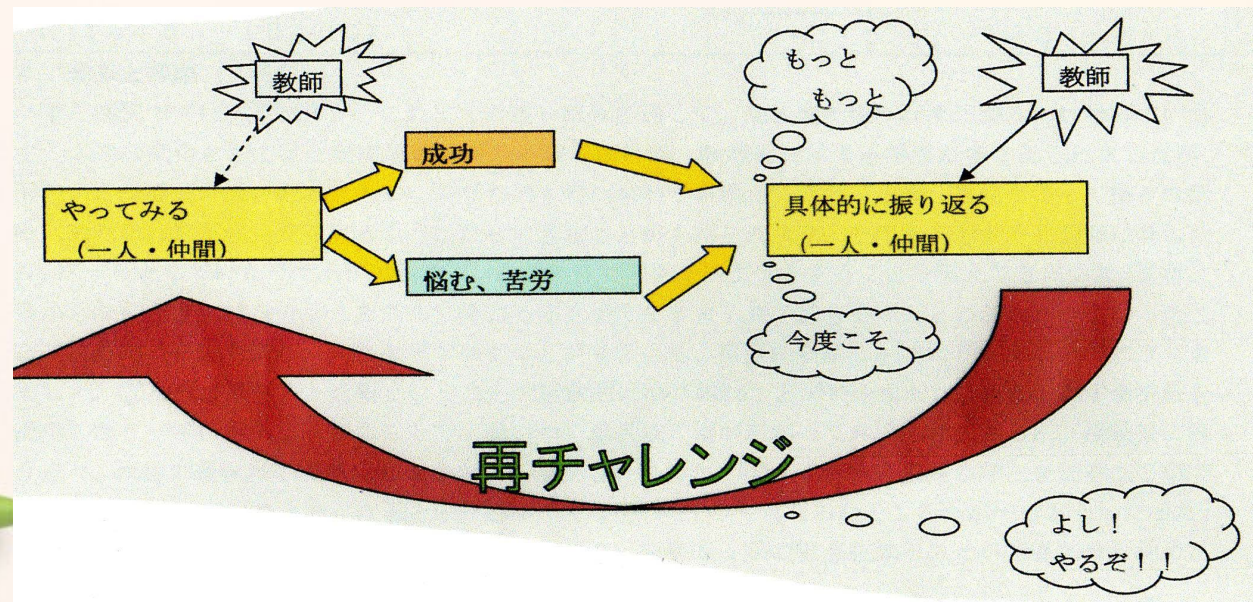 教師
もっと
もっと
教師
成功
やってみる
(一人・仲間)
具体的に振り返る
(一人・仲間)
悩む、苦労
今度こそ
再チャレンジ
よし!
やるぞ!!